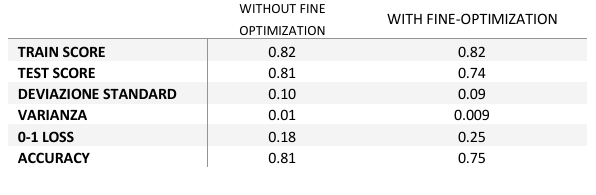 WITHOUT FINE
OPTIMIZATION
WITH FINE-OPTIMIZATION
TRAIN SCORE 0.82 0.82
TEST SCORE 0.81 0.74
DEVIAZIONE STANDARD 0.10 0.09
VARIANZA 0.01 0.009
0-1 LOSS 0.18 0.25
ACCURACY 0.81 0.75